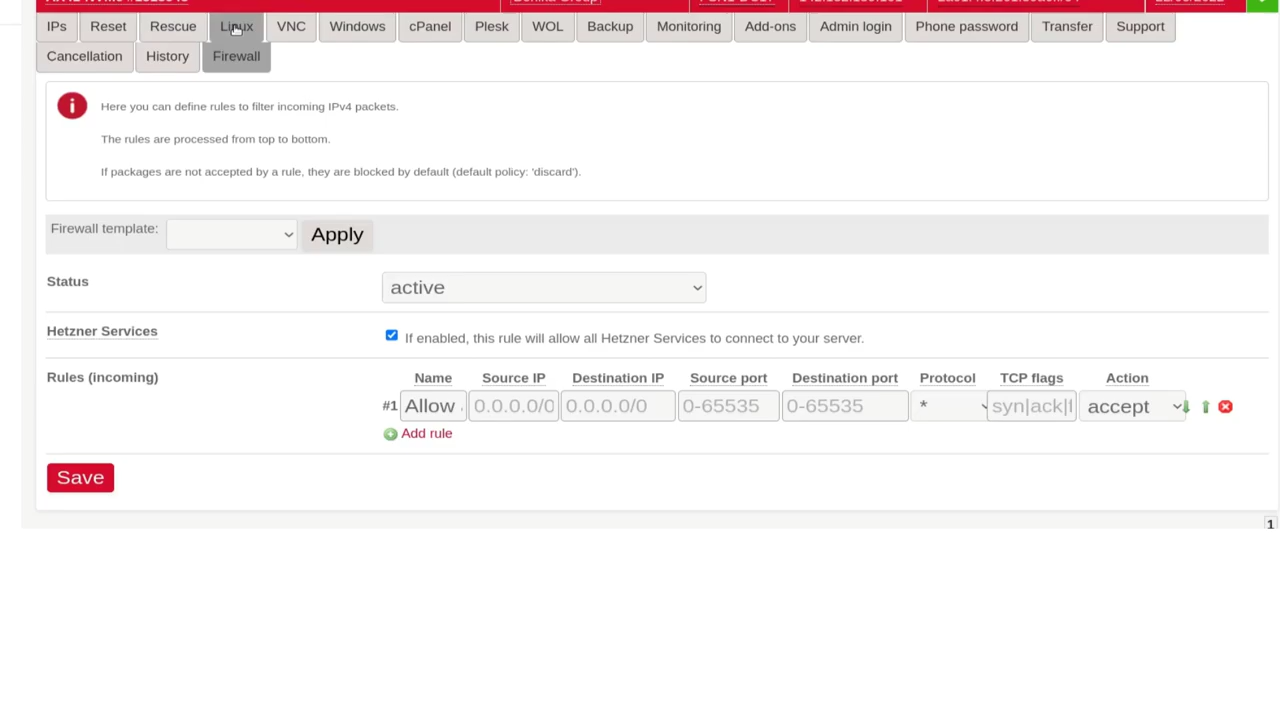 IPs Reset Rescue Linux VNC Windows cPanel Plesk WOL Backup Monitoring Add-ons Admin login Phone password Transfer Support
Cancellation History Firewall
Here you can define rules to filter incoming IPv4 packets.
The rules are processed from top to bottom.
If packages are not accepted by a rule, they are blocked by default (default policy: 'discard').
Firewall template: Apply
Status active
Hetzner Services If enabled, this rule will allow all Hetzner Services to connect to your server.
Rules (incoming) Name Source IP Destination IP Source port Destination port Protocol TCP flags Action
#1 Allow 0.0.0.0/0 0.0.0.0/0 0-65535 0-65535 * syn|ack|f accept
Add rule
Save
1